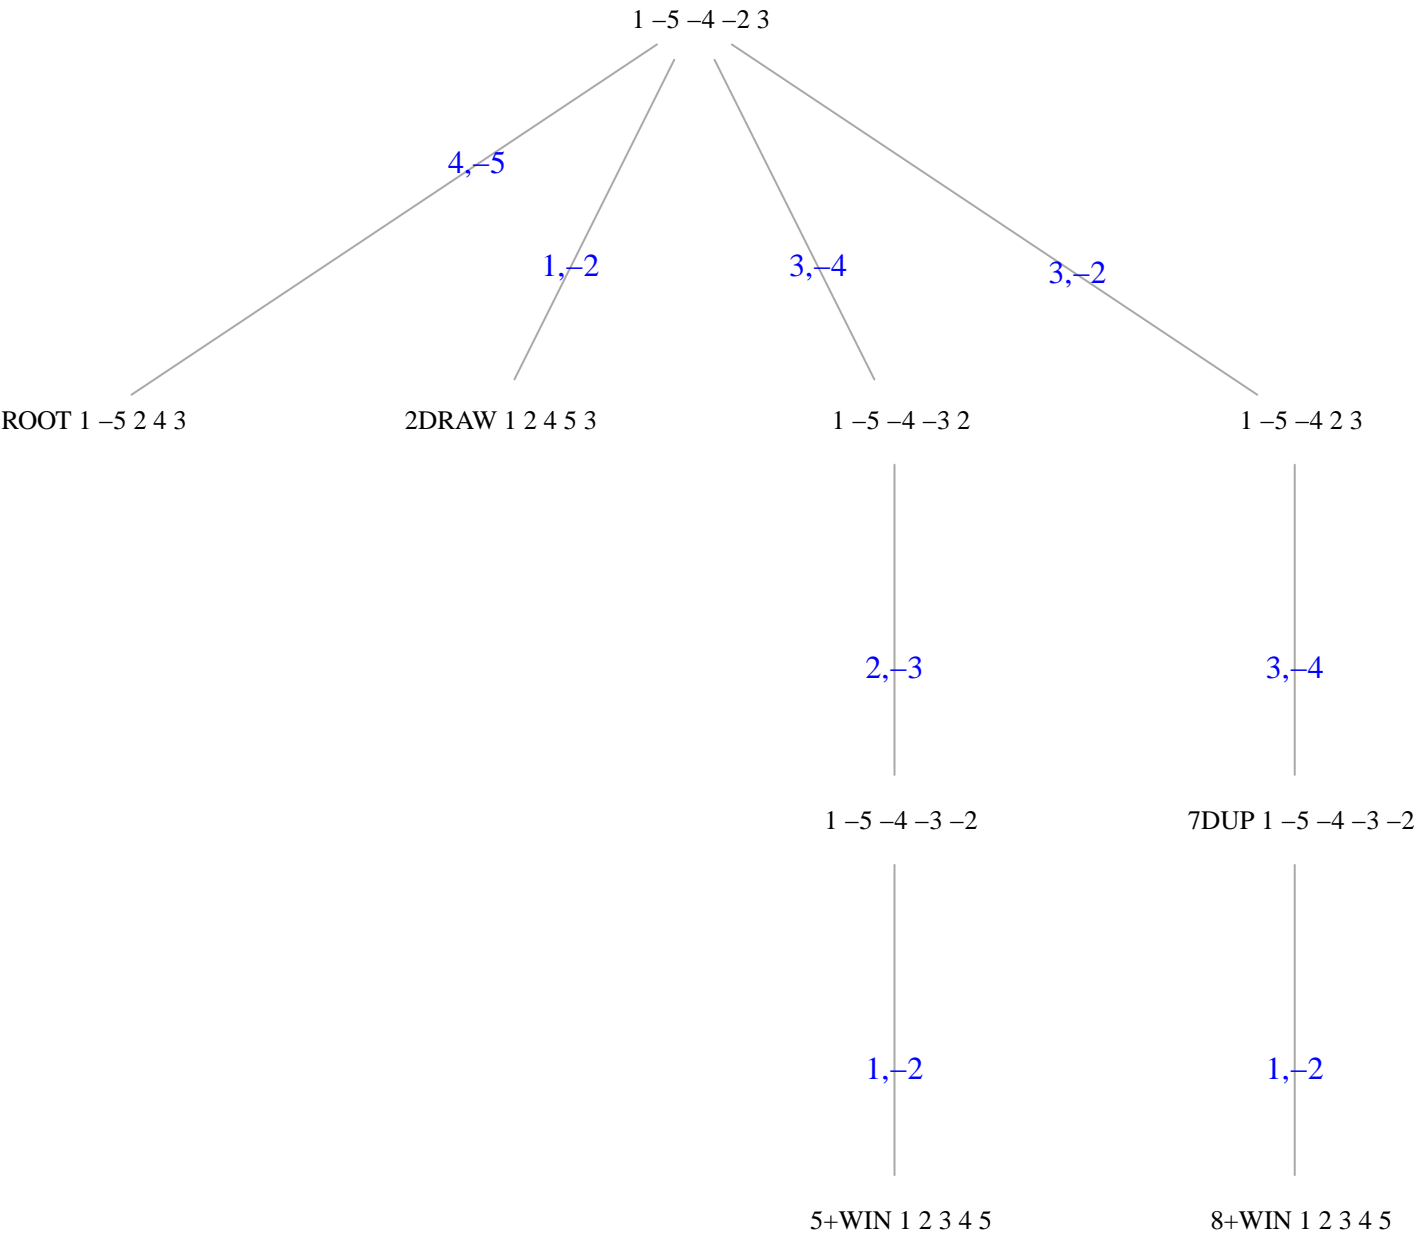 1 –5 –4 –2 3
4,–5
1,–2
3,–4
3,–2
ROOT 1 –5 2 4 3
2DRAW 1 2 4 5 3
1 –5 –4 –3 2
1 –5 –4 2 3
2,–3
3,–4
1 –5 –4 –3 –2
7DUP 1 –5 –4 –3 –2
1,–2
1,–2
5+WIN 1 2 3 4 5
8+WIN 1 2 3 4 5